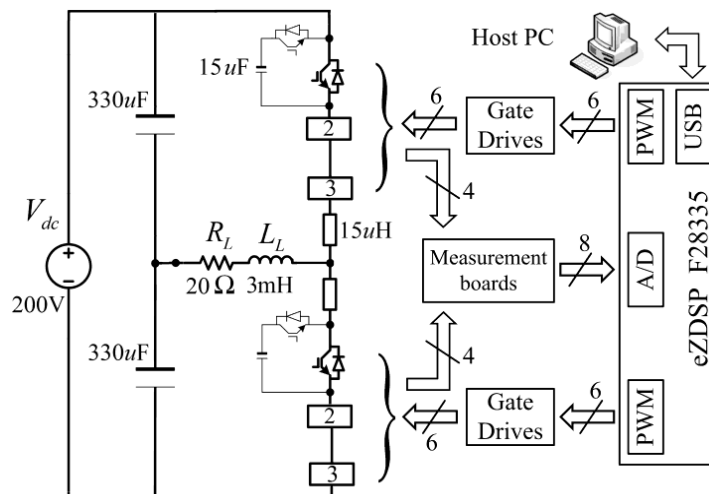 Host PC
15uF
330uF
2
3
6
Gate
Drives
6
PWM
USB
4
V_dc
R_L
L_L
15uH
200V
20 Ω
3mH
Measurement
boards
8
A/D
eZDSP F28335
330uF
4
2
3
6
Gate
Drives
6
PWM
+
−